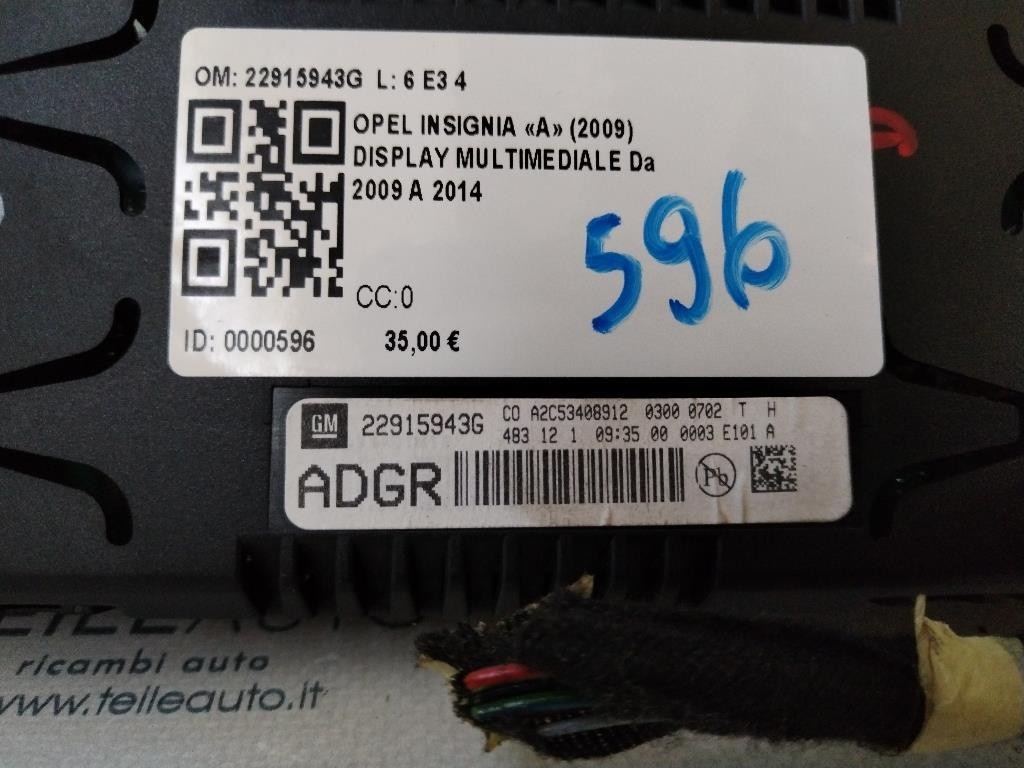 OM: 22915943G L: 6 E3 4
OPEL INSIGNIA «A» (2009)
DISPLAY MULTIMEDIALE Da
2009 A 2014
596
CC:0
ID: 0000596 35,00 €
GM 22915943G CO A2C53408912 0300 0702 T H
483 12 1 09:35 00 0003 E101 A
ADGR Pb
ricambi auto
www.telleauto.it